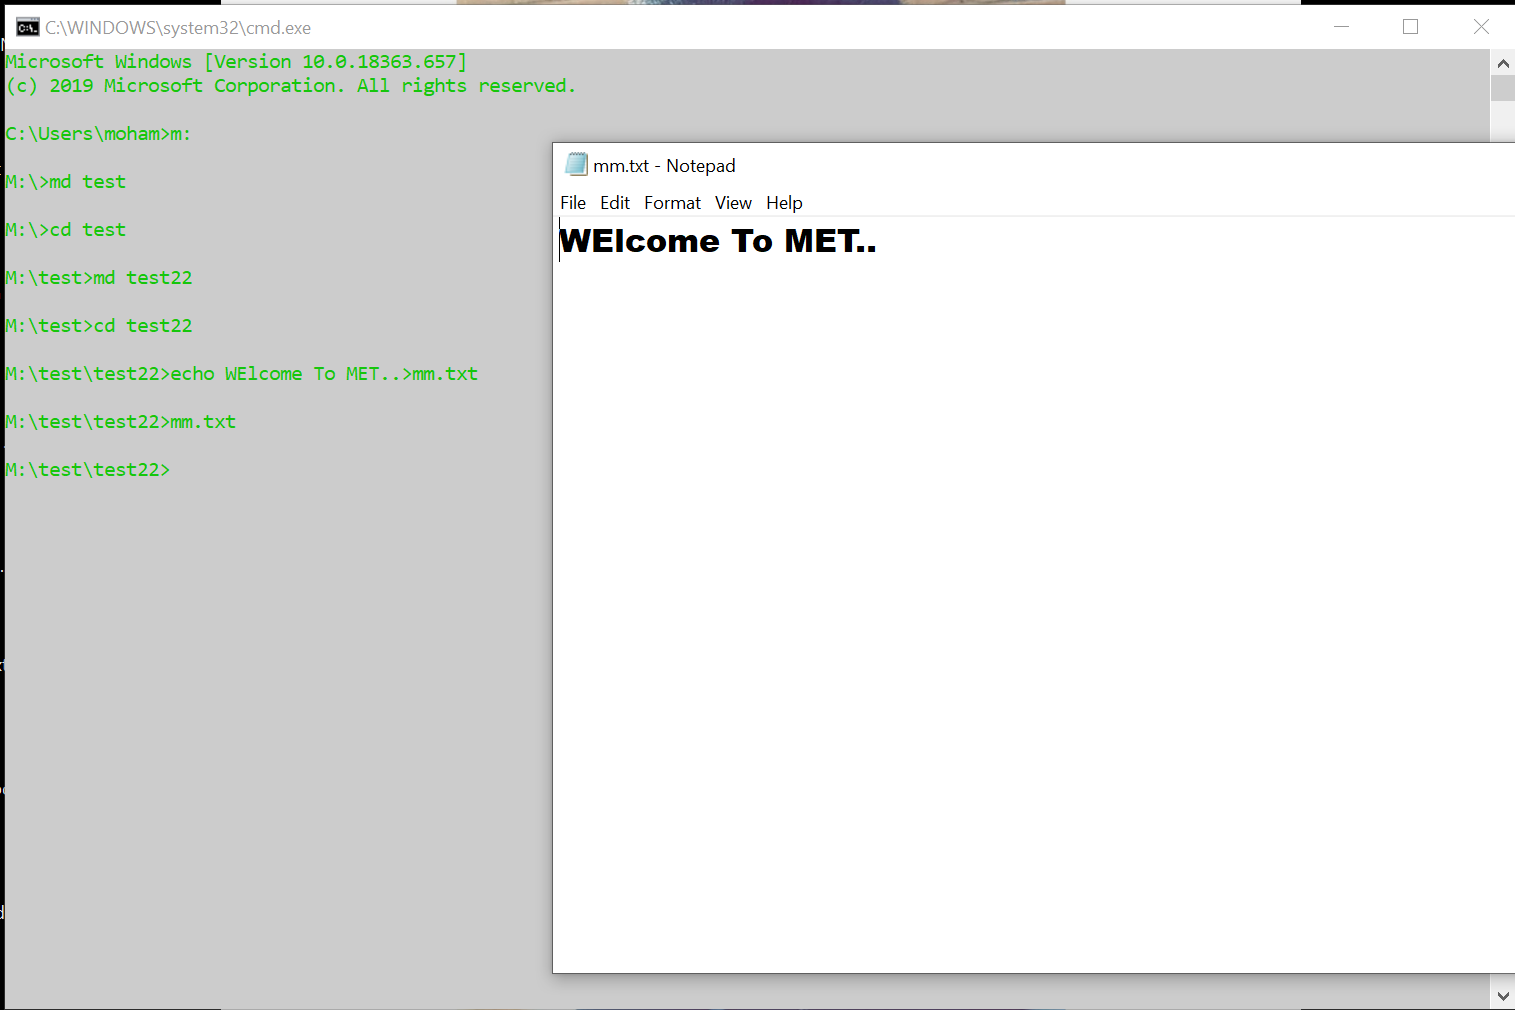 C:\WINDOWS\system32\cmd.exe
Microsoft Windows [Version 10.0.18363.657]
(c) 2019 Microsoft Corporation. All rights reserved.
C:\Users\moham>m:
M:\>md test
M:\>cd test
M:\test>md test22
M:\test>cd test22
M:\test\test22>echo WElcome To MET..>mm.txt
M:\test\test22>mm.txt
M:\test\test22>
mm.txt - Notepad
File Edit Format View Help
WElcome To MET..